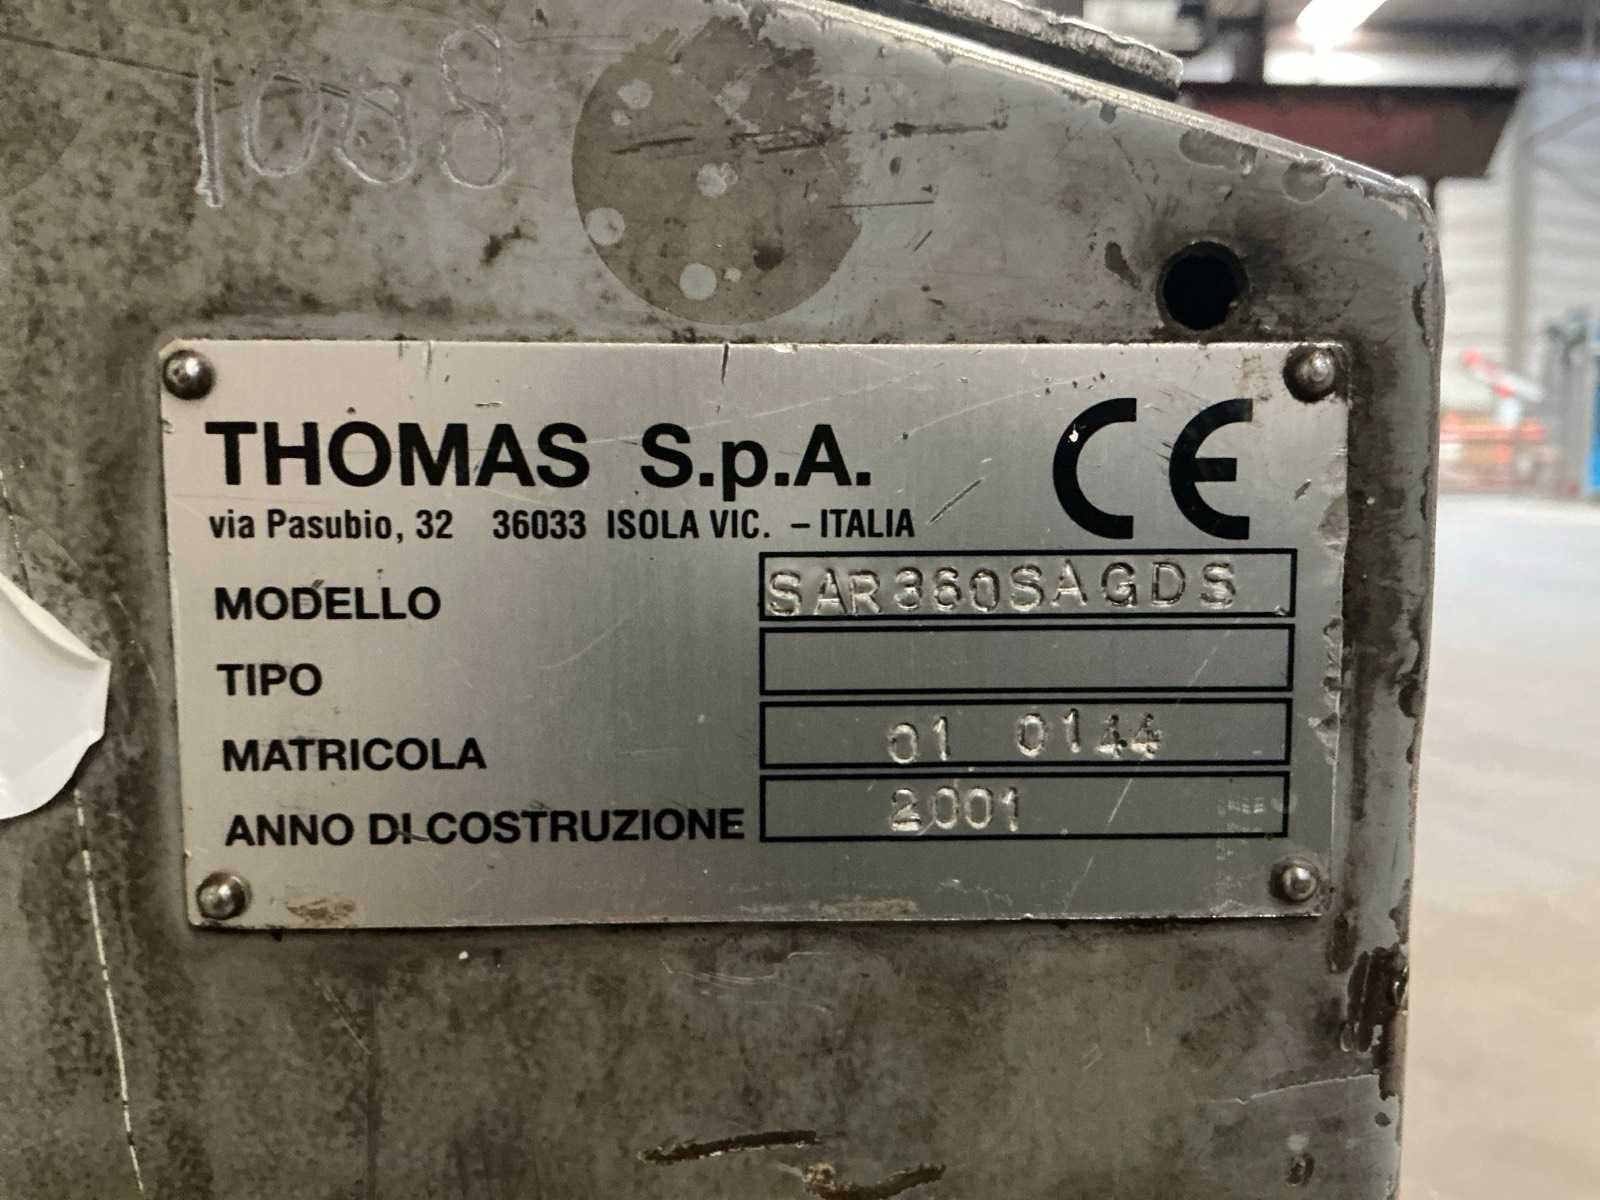 1008
THOMAS S.p.A. CE
via Pasubio, 32 36033 ISOLA VIC. – ITALIA
MODELLO SAR360SAGDS
TIPO
MATRICOLA 01 0144
ANNO DI COSTRUZIONE 2001